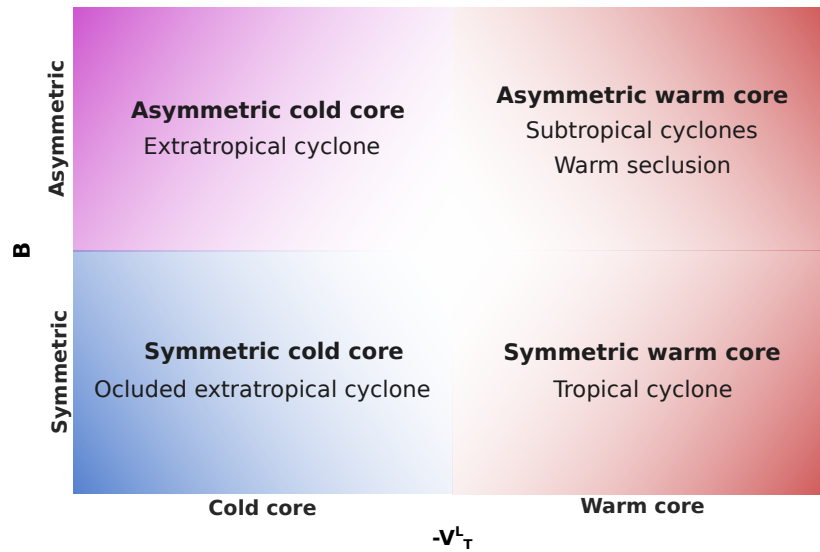 Asymmetric
Asymmetric cold core
Extratropical cyclone
Asymmetric warm core
Subtropical cyclones
Warm seclusion
B
Symmetric
Symmetric cold core
Ocluded extratropical cyclone
Symmetric warm core
Tropical cyclone
Cold core
Warm core
-V^L_T